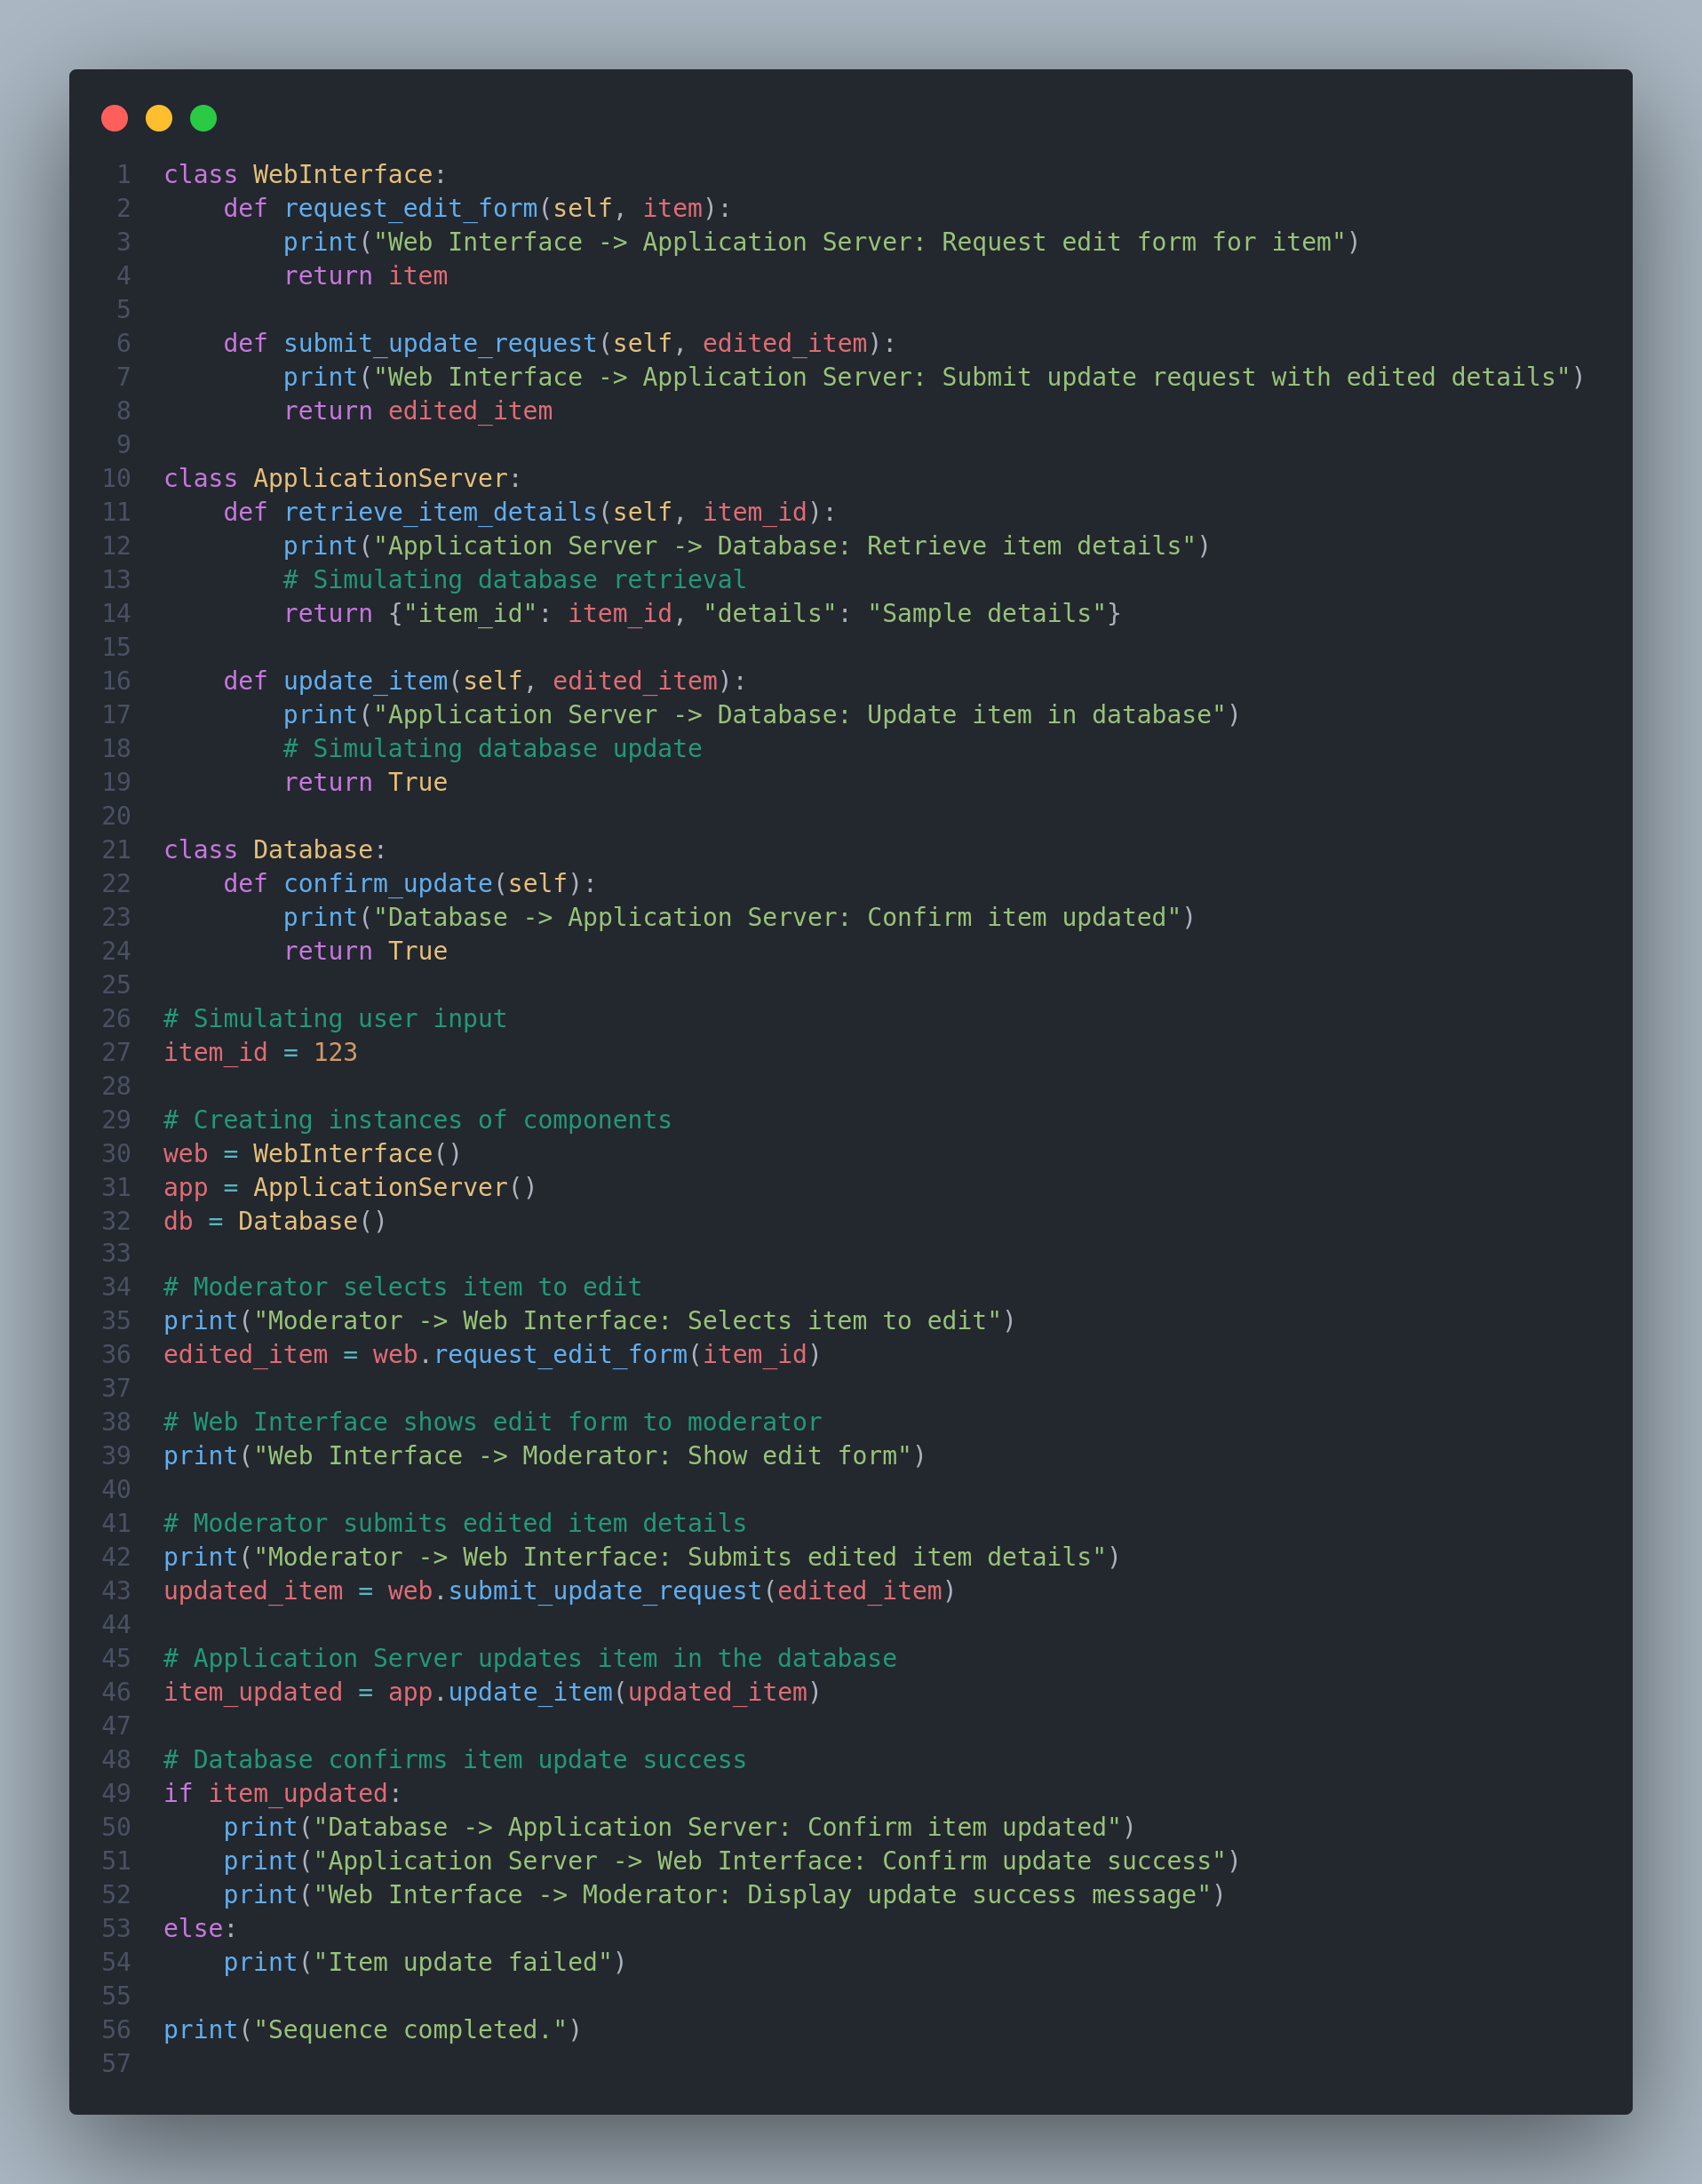 1 class WebInterface:
2     def request_edit_form(self, item):
3         print("Web Interface -> Application Server: Request edit form for item")
4         return item
5
6     def submit_update_request(self, edited_item):
7         print("Web Interface -> Application Server: Submit update request with edited details")
8         return edited_item
9
10 class ApplicationServer:
11     def retrieve_item_details(self, item_id):
12         print("Application Server -> Database: Retrieve item details")
13         # Simulating database retrieval
14         return {"item_id": item_id, "details": "Sample details"}
15
16     def update_item(self, edited_item):
17         print("Application Server -> Database: Update item in database")
18         # Simulating database update
19         return True
20
21 class Database:
22     def confirm_update(self):
23         print("Database -> Application Server: Confirm item updated")
24         return True
25
26 # Simulating user input
27 item_id = 123
28
29 # Creating instances of components
30 web = WebInterface()
31 app = ApplicationServer()
32 db = Database()
33
34 # Moderator selects item to edit
35 print("Moderator -> Web Interface: Selects item to edit")
36 edited_item = web.request_edit_form(item_id)
37
38 # Web Interface shows edit form to moderator
39 print("Web Interface -> Moderator: Show edit form")
40
41 # Moderator submits edited item details
42 print("Moderator -> Web Interface: Submits edited item details")
43 updated_item = web.submit_update_request(edited_item)
44
45 # Application Server updates item in the database
46 item_updated = app.update_item(updated_item)
47
48 # Database confirms item update success
49 if item_updated:
50     print("Database -> Application Server: Confirm item updated")
51     print("Application Server -> Web Interface: Confirm update success")
52     print("Web Interface -> Moderator: Display update success message")
53 else:
54     print("Item update failed")
55
56 print("Sequence completed.")
57